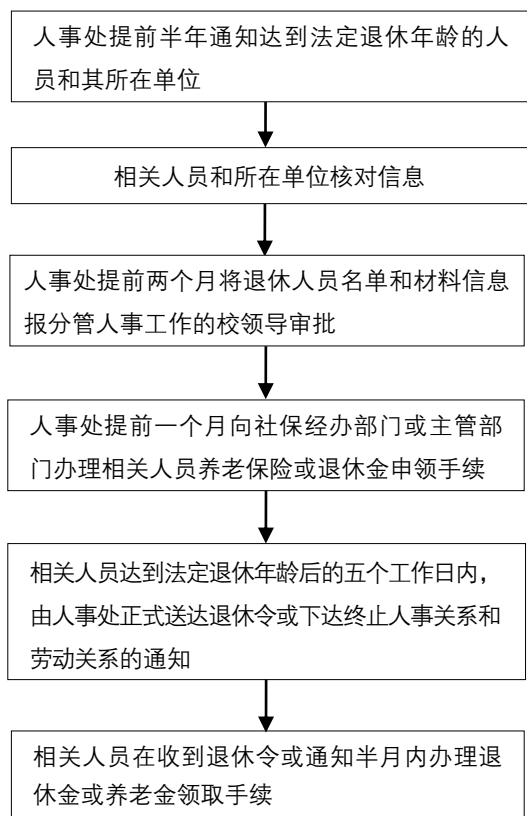 人事处提前半年通知达到法定退休年龄的人
员和其所在单位
相关人员和所在单位核对信息
人事处提前两个月将退休人员名单和材料信息
报分管人事工作的校领导审批
人事处提前一个月向社保经办部门或主管部
门办理相关人员养老保险或退休金申领手续
相关人员达到法定退休年龄后的五个工作日内，
由人事处正式送达退休令或下达终止人事关系和
劳动关系的通知
相关人员在收到退休令或通知半月内办理退
休金或养老金领取手续